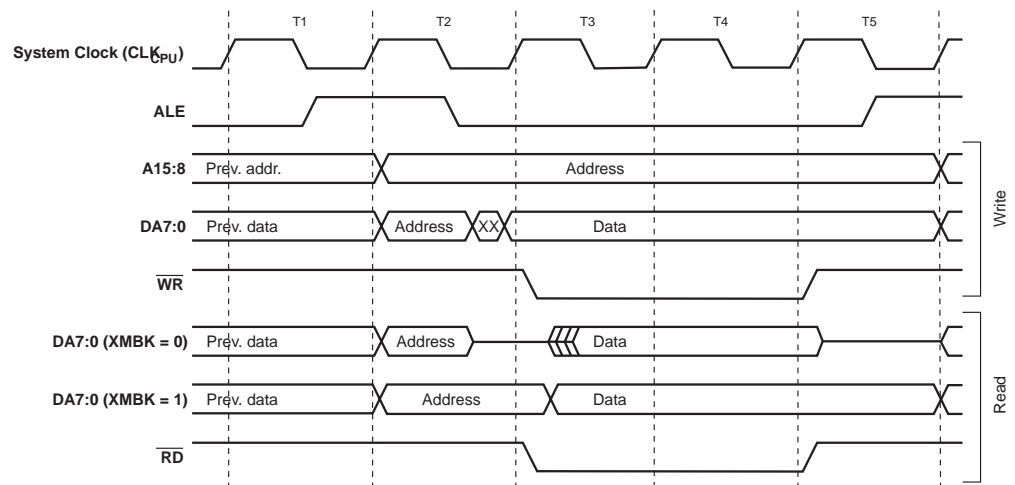 T1 T2 T3 T4 T5
System Clock (CLKCPU)
ALE
A15:8 Prev. addr. Address
DA7:0 Prev. data Address XX Data
WR
DA7:0 (XMBK = 0) Prev. data Address Data
DA7:0 (XMBK = 1) Prev. data Address Data
RD
Write
Read